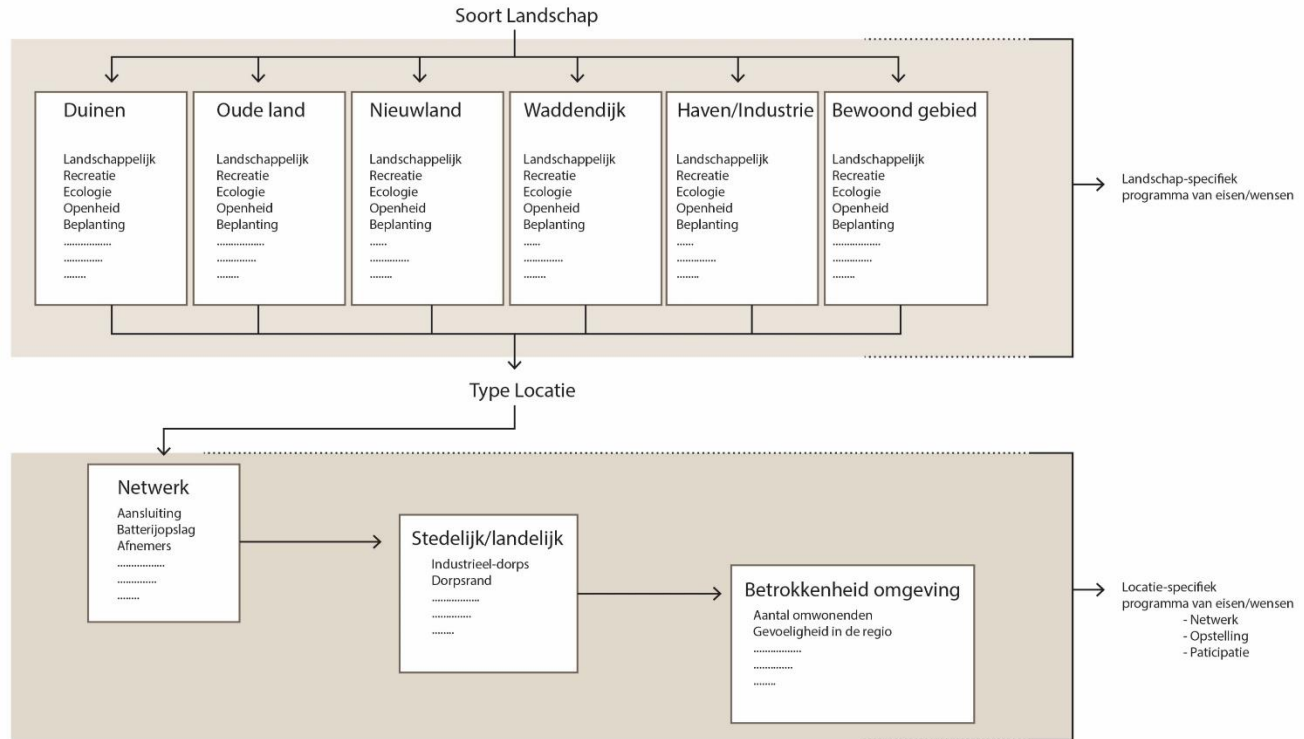 Soort Landschap
Duinen
Landschappelijk
Recreatie
Ecologie
Openheid
Beplanting
.................
..............
........
Oude land
Landschappelijk
Recreatie
Ecologie
Openheid
Beplanting
.................
..............
........
Nieuwland
Landschappelijk
Recreatie
Ecologie
Openheid
Beplanting
......
..............
........
Waddendijk
Landschappelijk
Recreatie
Ecologie
Openheid
Beplanting
......
..............
........
Haven/Industrie
Landschappelijk
Recreatie
Ecologie
Openheid
Beplanting
......
..............
........
Bewoond gebied
Landschappelijk
Recreatie
Ecologie
Openheid
Beplanting
.................
..............
........
Landschap-specifiek
programma van eisen/wensen
Type Locatie
Netwerk
Aansluiting
Batterijopslag
Afnemers
.................
..............
........
Stedelijk/landelijk
Industrieel-dorps
Dorpsrand
.................
..............
........
Betrokkenheid omgeving
Aantal omwonenden
Gevoeligheid in de regio
.................
..............
........
Locatie-specifiek
programma van eisen/wensen
- Netwerk
- Opstelling
- Paticipatie